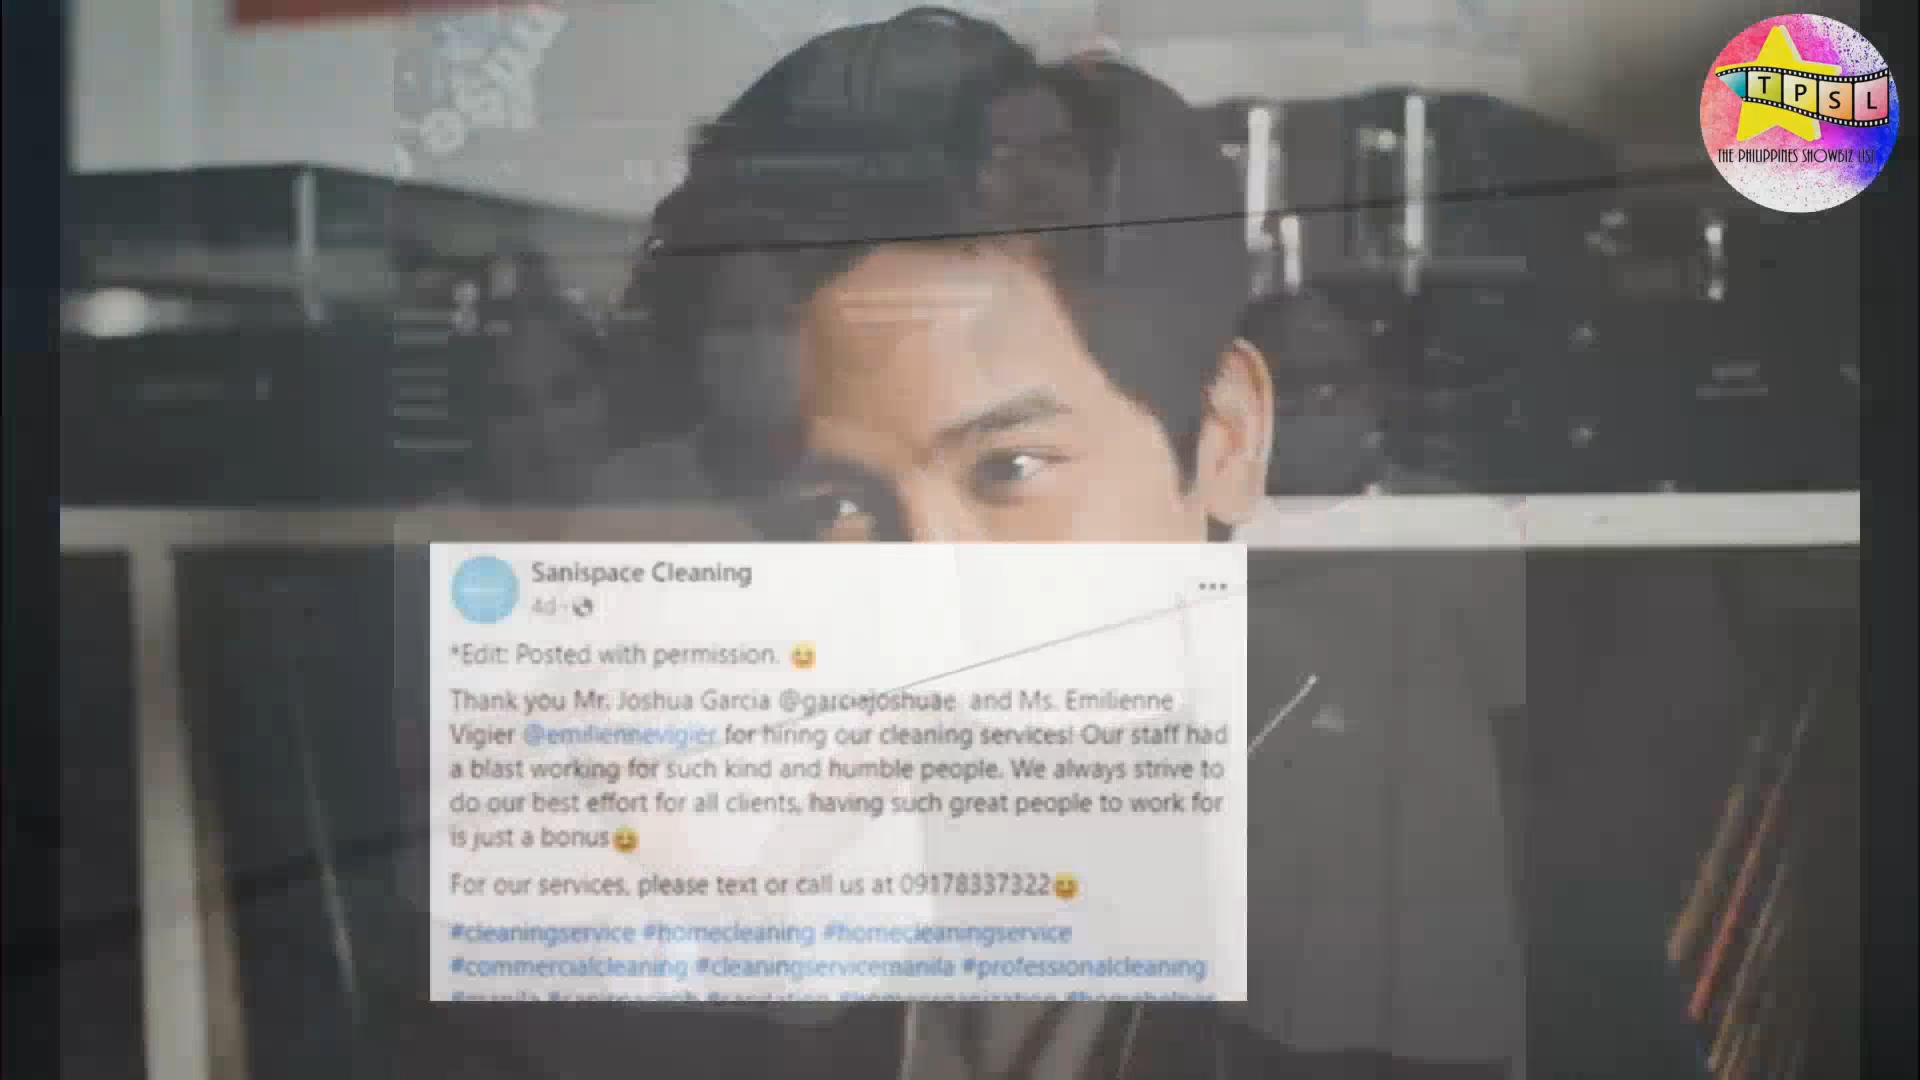 T P S L
THE PHILIPPINES SHOWBIZ LIST
Sanispace Cleaning
4d
*Edit: Posted with permission. 😊
Thank you Mr. Joshua Garcia @garciajoshuae and Ms. Emilienne
Vigier @emiliennevigier for hiring our cleaning services! Our staff had
a blast working for such kind and humble people. We always strive to
do our best effort for all clients, having such great people to work for
is just a bonus😊
For our services, please text or call us at 09178337322😊
#cleaningservice #homecleaning #homecleaningservice
#commercialcleaning #cleaningservicemanila #professionalcleaning